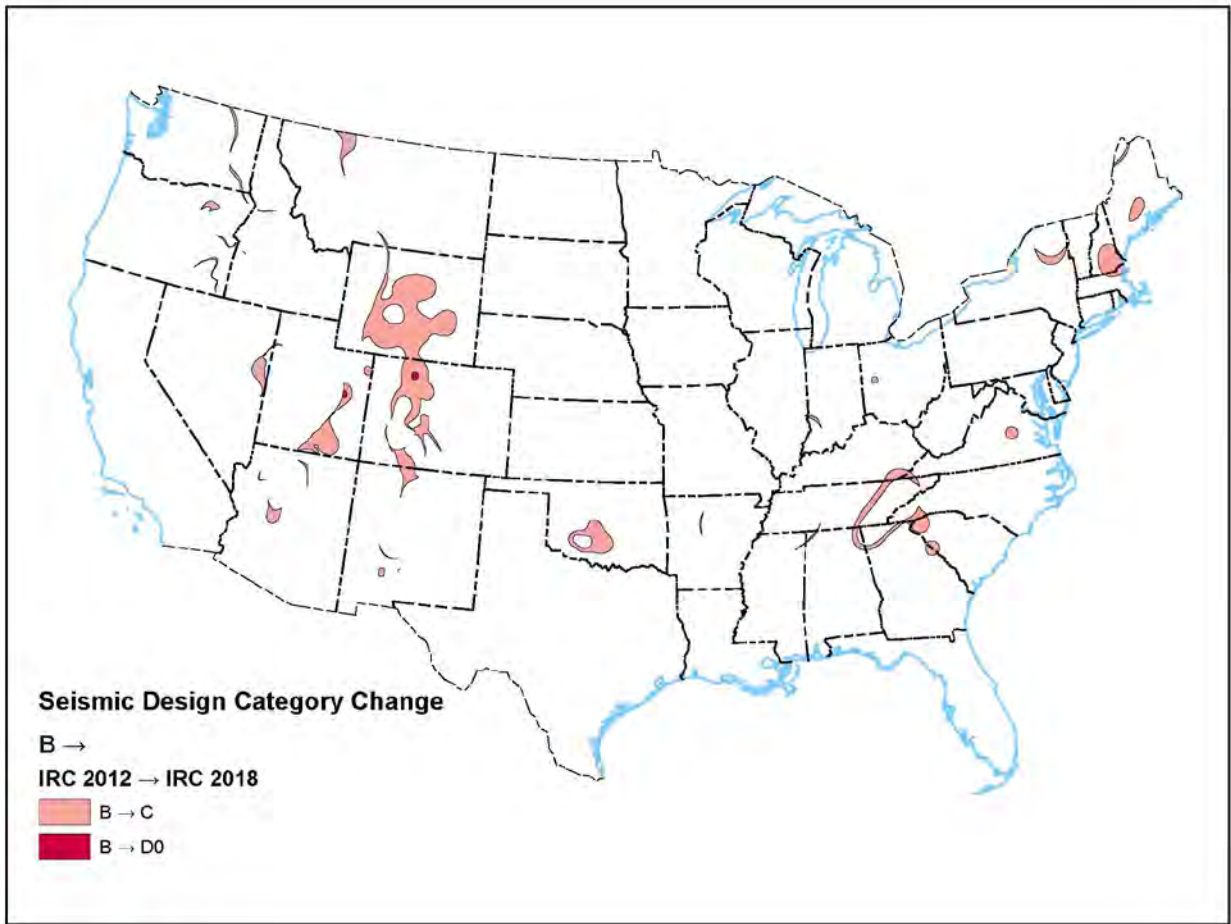 Seismic Design Category Change
B →
IRC 2012 → IRC 2018
B → C
B → D0